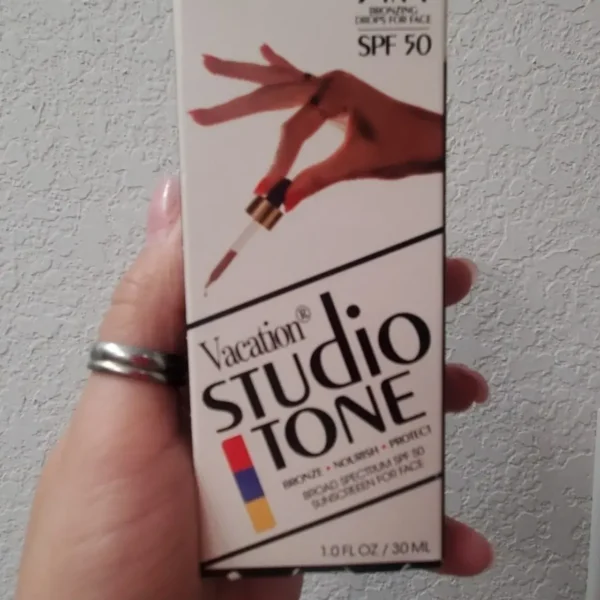 BRONZING
DROPS FOR FACE
SPF 50
Vacation®
STUdio
TONE
BRONZE • NOURISH • PROTECT
BROAD SPECTRUM SPF 50
SUNSCREEN FOR FACE
1.0 FL OZ / 30 ML